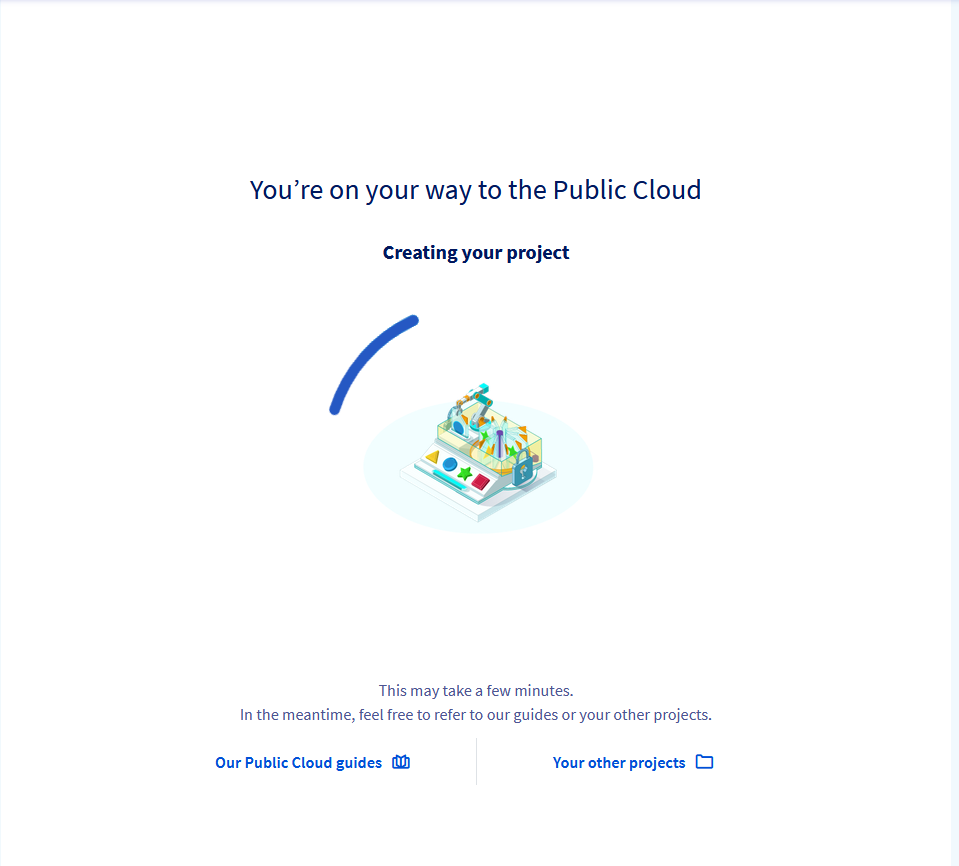 You’re on your way to the Public Cloud
Creating your project
This may take a few minutes.
In the meantime, feel free to refer to our guides or your other projects.
Our Public Cloud guides
Your other projects